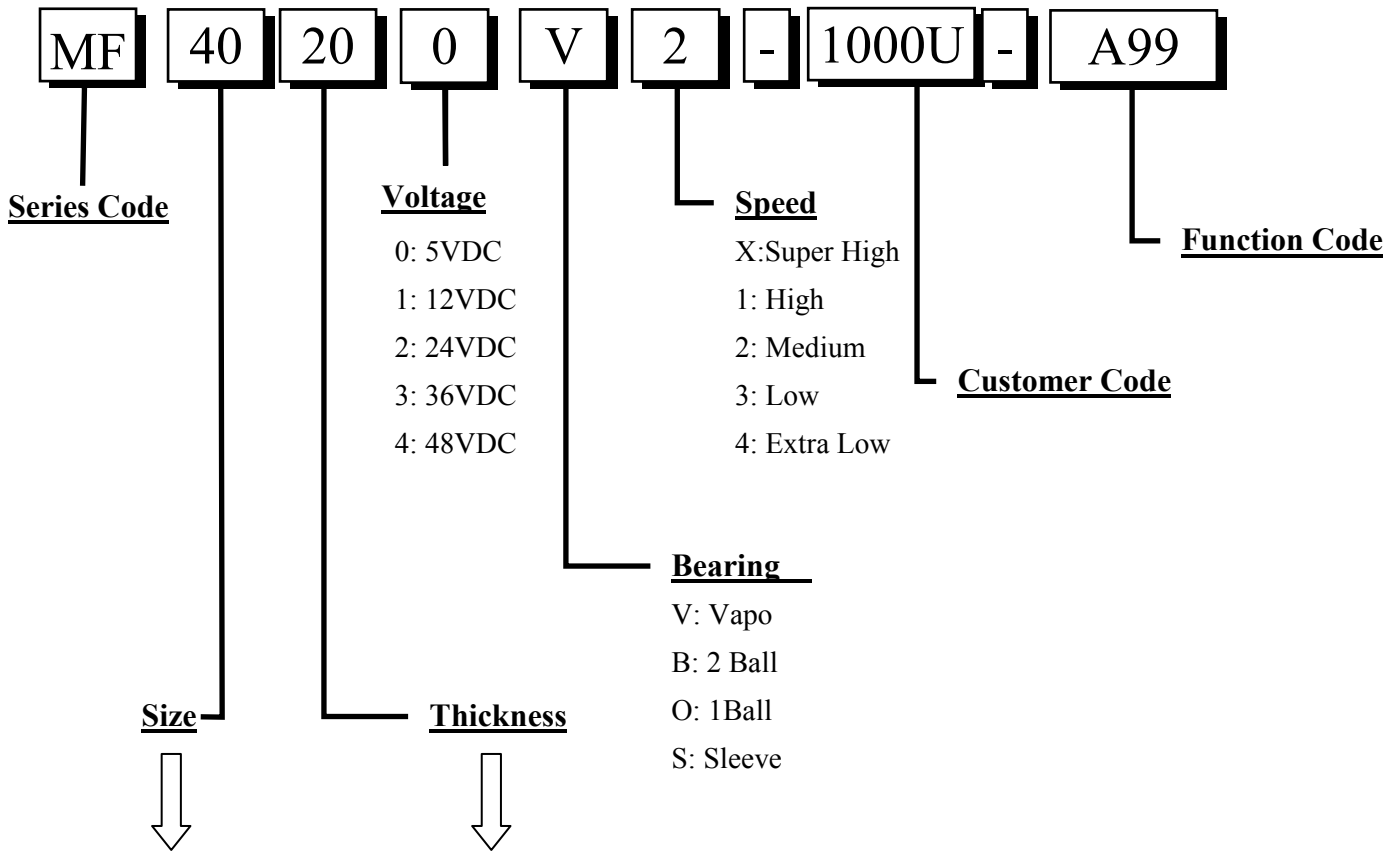 MF 40 20 0 V 2 - 1000U - A99
Series Code
Voltage
0: 5VDC
1: 12VDC
2: 24VDC
3: 36VDC
4: 48VDC
Speed
X:Super High
1: High
2: Medium
3: Low
4: Extra Low
Function Code
Customer Code
Bearing
V: Vapo
B: 2 Ball
O: 1Ball
S: Sleeve
Size
Thickness